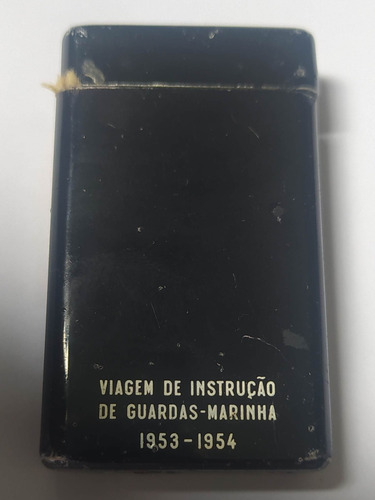 VIAGEM DE INSTRUÇÃO
DE GUARDAS-MARINHA
1953-1954